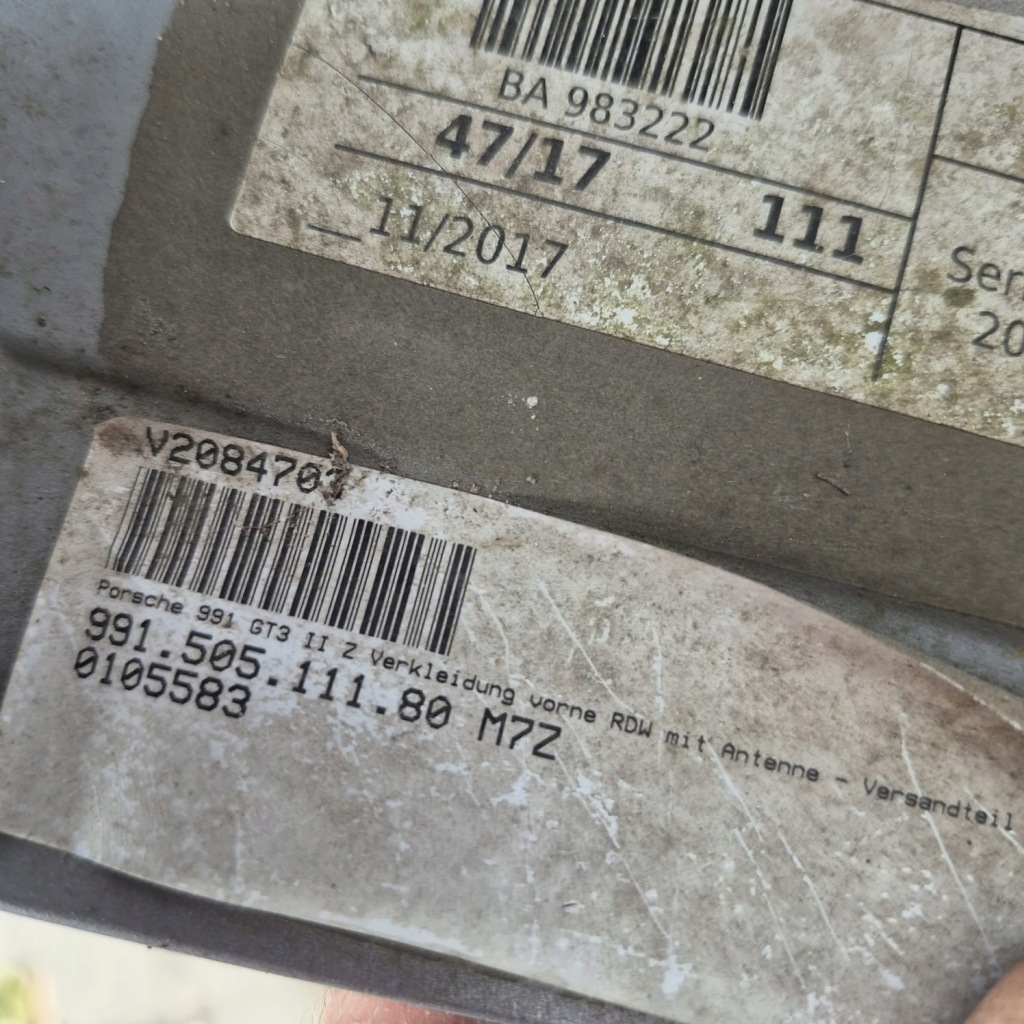 BA 983222
47/17
111
11/2017
Ser
20
V208470
Porsche 991 GT3 II Z Verkleidung vorne RDW mit Antenne - Versandteil
991.505.111.80 M7Z
0105583